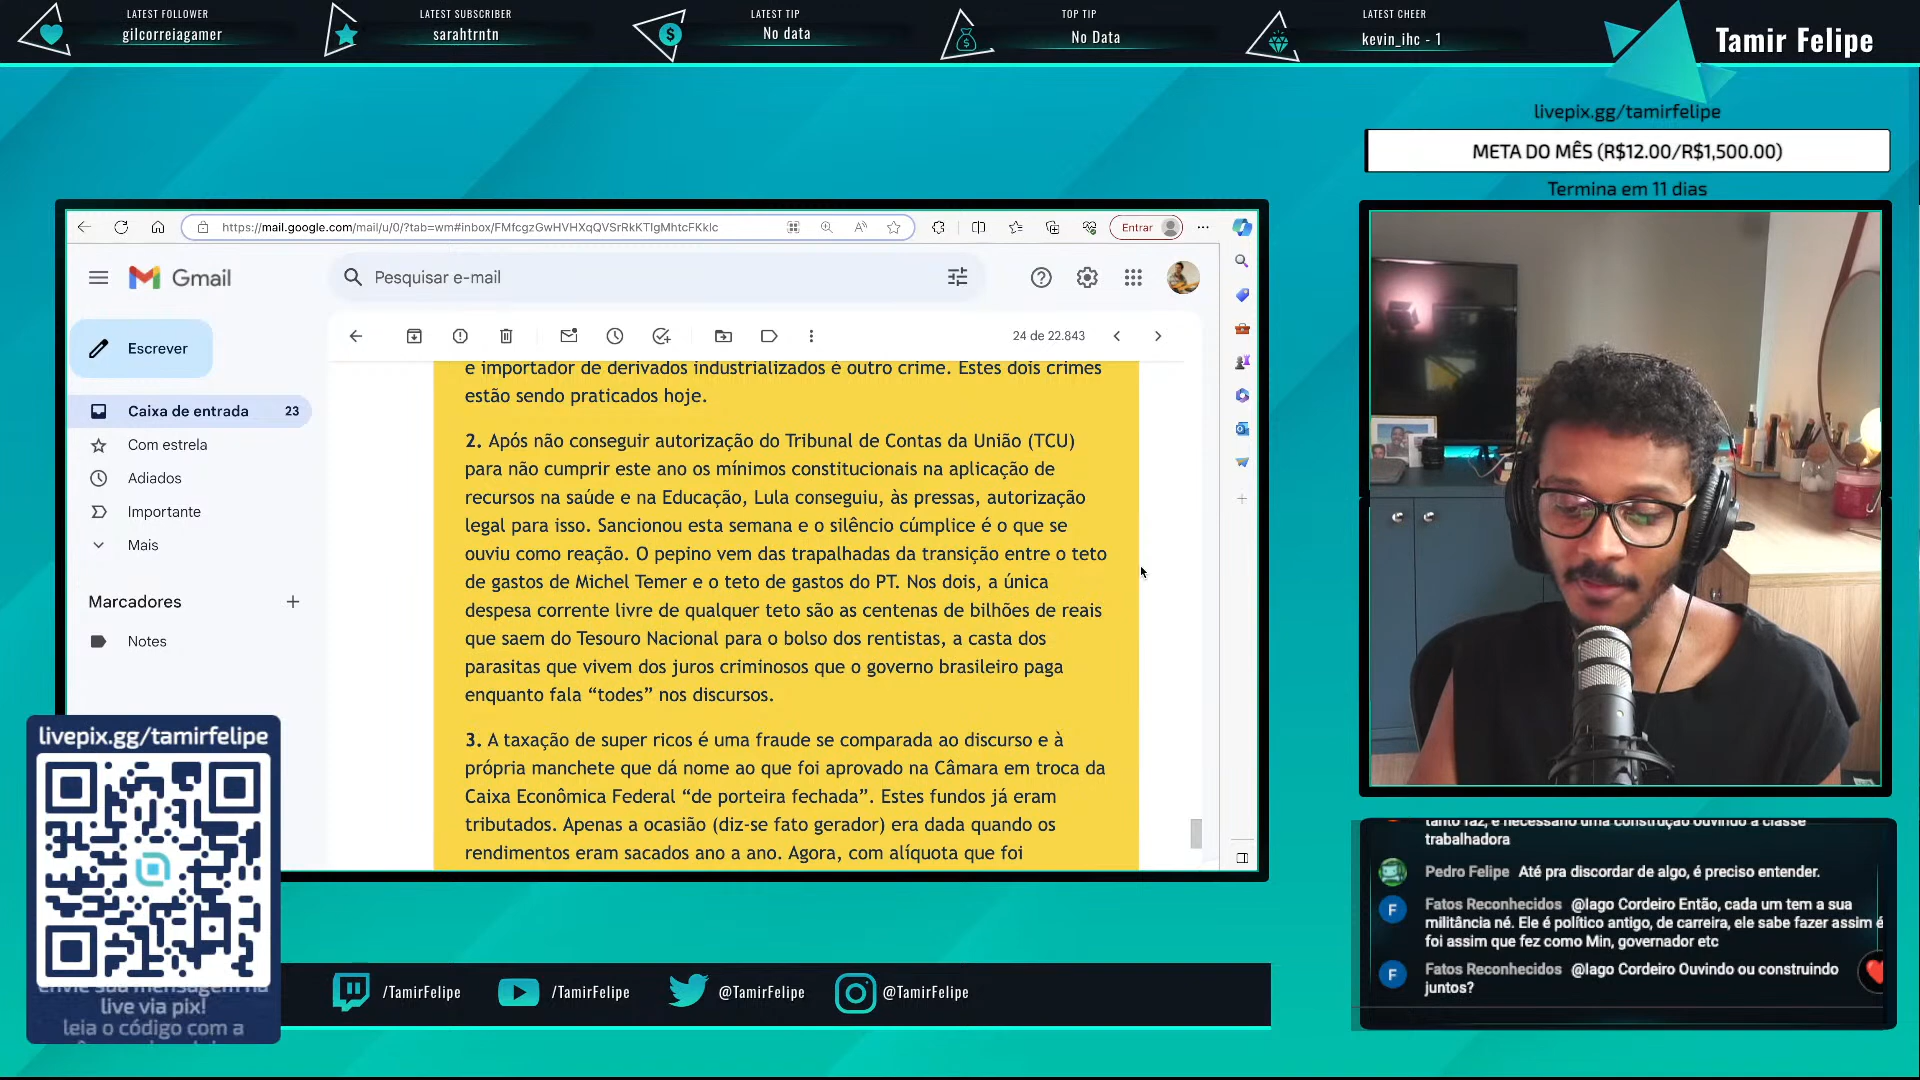 LATEST FOLLOWER
gilcorreiagamer
LATEST SUBSCRIBER
sarahtrntn
LATEST TIP
No data
TOP TIP
No Data
LATEST CHEER
kevin_ihc - 1
Tamir Felipe
livepix.gg/tamirfelipe
META DO MÊS (R$12.00/R$1,500.00)
Termina em 11 dias
https://mail.google.com/mail/u/0/?tab=wm#inbox/FMfcgzGwHVHXqQVSrRkKTlgMhtcFKklc
Entrar
Gmail
Pesquisar e-mail
Escrever
24 de 22.843
Caixa de entrada 23
Com estrela
Adiados
Importante
Mais
Marcadores
Notes
e importador de derivados industrializados é outro crime. Estes dois crimes
estão sendo praticados hoje.
2. Após não conseguir autorização do Tribunal de Contas da União (TCU)
para não cumprir este ano os mínimos constitucionais na aplicação de
recursos na saúde e na Educação, Lula conseguiu, às pressas, autorização
legal para isso. Sancionou esta semana e o silêncio cúmplice é o que se
ouviu como reação. O pepino vem das trapalhadas da transição entre o teto
de gastos de Michel Temer e o teto de gastos do PT. Nos dois, a única
despesa corrente livre de qualquer teto são as centenas de bilhões de reais
que saem do Tesouro Nacional para o bolso dos rentistas, a casta dos
parasitas que vivem dos juros criminosos que o governo brasileiro paga
enquanto fala “todes” nos discursos.
3. A taxação de super ricos é uma fraude se comparada ao discurso e à
própria manchete que dá nome ao que foi aprovado na Câmara em troca da
Caixa Econômica Federal “de porteira fechada”. Estes fundos já eram
tributados. Apenas a ocasião (diz-se fato gerador) era dada quando os
rendimentos eram sacados ano a ano. Agora, com alíquota que foi
livepix.gg/tamirfelipe
envie sua mensagem na
live via pix!
leia o código com a
/TamirFelipe
/TamirFelipe
@TamirFelipe
@TamirFelipe
tanto faz, é necessário uma construção ouvindo a classe
trabalhadora
Pedro Felipe Até pra discordar de algo, é preciso entender.
F Fatos Reconhecidos @Iago Cordeiro Então, cada um tem a sua
militância né. Ele é político antigo, de carreira, ele sabe fazer assim é
foi assim que fez como Min, governador etc
F Fatos Reconhecidos @Iago Cordeiro Ouvindo ou construindo
juntos?